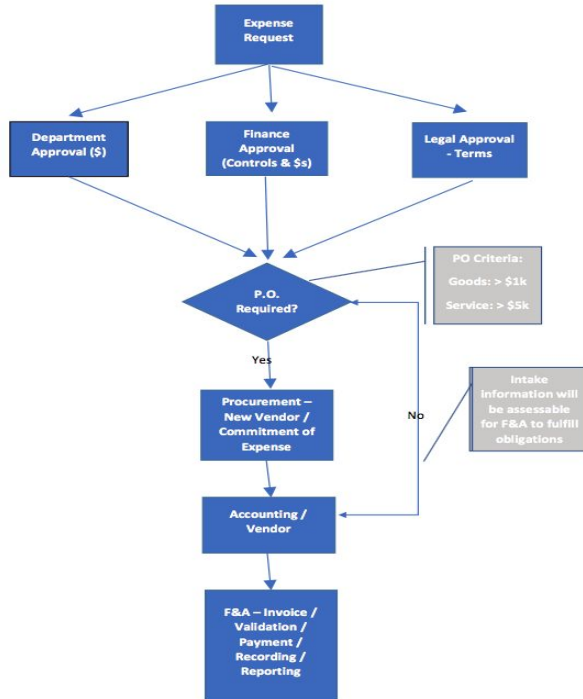 Expense
Request
Department
Approval ($)
Finance
Approval
(Controls & $s)
Legal Approval
- Terms
P.O.
Required?
PO Criteria:
Goods: > $1k
Service: > $5k
Yes
No
Procurement –
New Vendor /
Commitment of
Expense
Intake
information will
be assessable
for F&A to fulfill
obligations
Accounting /
Vendor
F&A – Invoice /
Validation /
Payment /
Recording /
Reporting